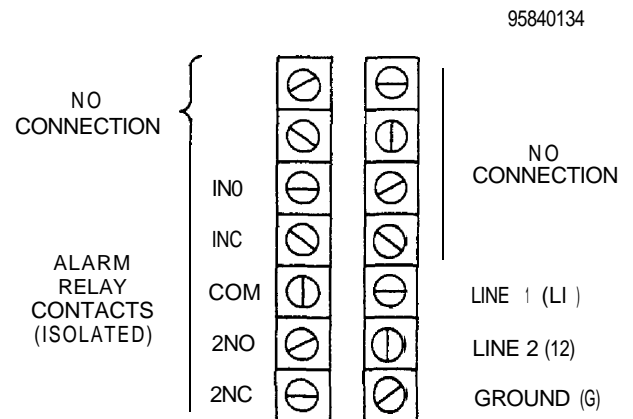 95840134
NO
CONNECTION
IN0
INC
ALARM
RELAY
CONTACTS
(ISOLATED)
COM
2NO
2NC
NO
CONNECTION
LINE 1 (LI )
LINE 2 (12)
GROUND (G)